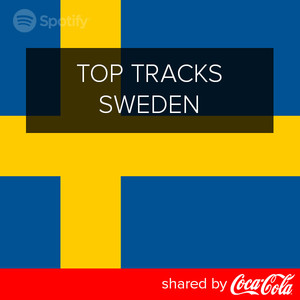 Spotify
TOP TRACKS
SWEDEN
shared by Coca-Cola